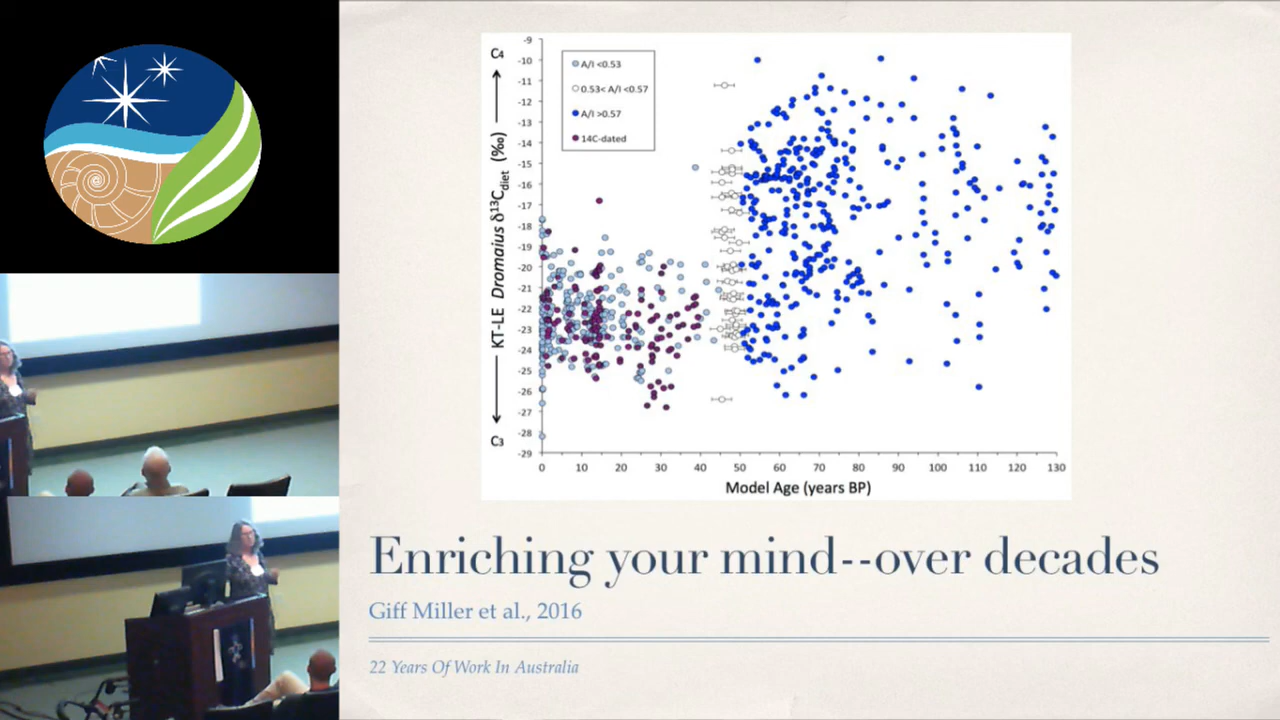 C4
KT-LE Dromaius δ13Cdiet (‰)
C3
-9
-10
-11
-12
-13
-14
-15
-16
-17
-18
-19
-20
-21
-22
-23
-24
-25
-26
-27
-28
-29
A/I <0.53
0.53< A/I <0.57
A/I >0.57
14C-dated
0 10 20 30 40 50 60 70 80 90 100 110 120 130
Model Age (years BP)
Enriching your mind--over decades
Giff Miller et al., 2016
22 Years Of Work In Australia